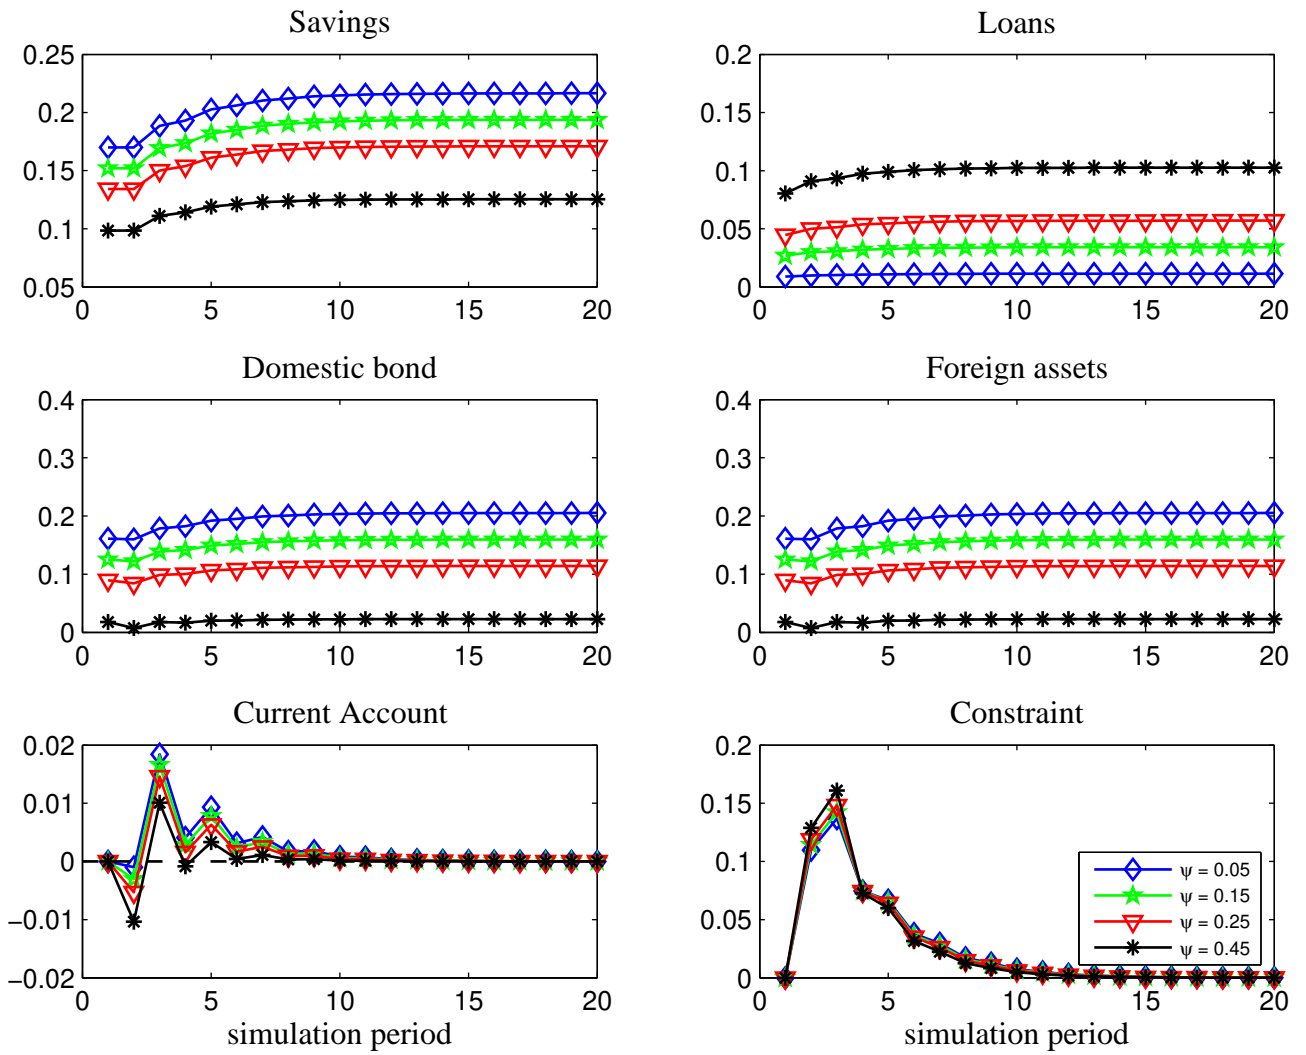 Savings
0.25
0.2
0.15
0.1
0.05
0 5 10 15 20
Loans
0.2
0.15
0.1
0.05
0
0 5 10 15 20
Domestic bond
0.4
0.3
0.2
0.1
0
0 5 10 15 20
Foreign assets
0.4
0.3
0.2
0.1
0
0 5 10 15 20
Current Account
0.02
0.01
0
−0.01
−0.02
0 5 10 15 20
simulation period
Constraint
0.2
0.15
0.1
0.05
0
ψ = 0.05
ψ = 0.15
ψ = 0.25
ψ = 0.45
0 5 10 15 20
simulation period